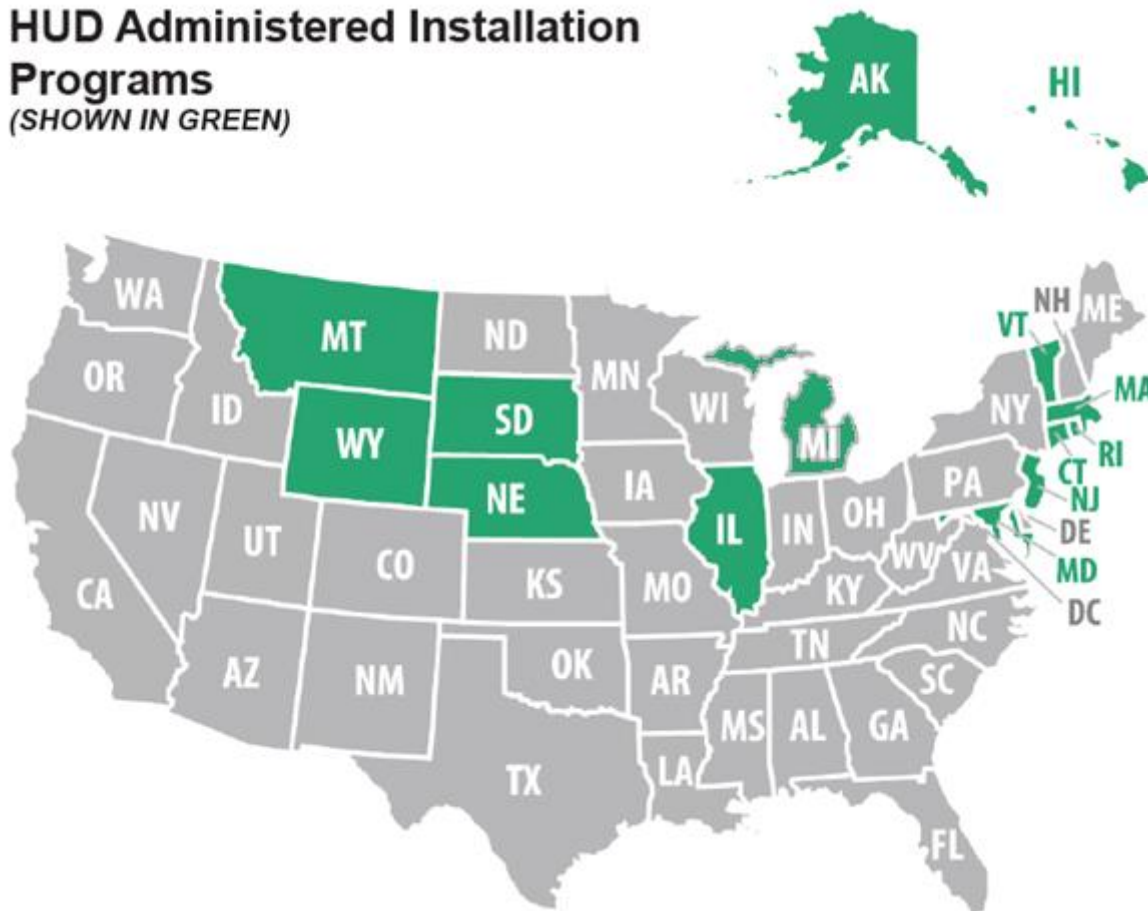 HUD Administered Installation
Programs
(SHOWN IN GREEN)
AK
HI
WA
MT
ND
MN
OR
ID
SD
WI
MI
NY
VT
NH
ME
MA
RI
CT
NJ
DE
MD
DC
WY
NE
IA
IL
IN
OH
PA
WV
VA
NV
UT
CO
KS
MO
KY
CA
AZ
NM
OK
AR
TN
NC
SC
MS
AL
GA
TX
LA
FL